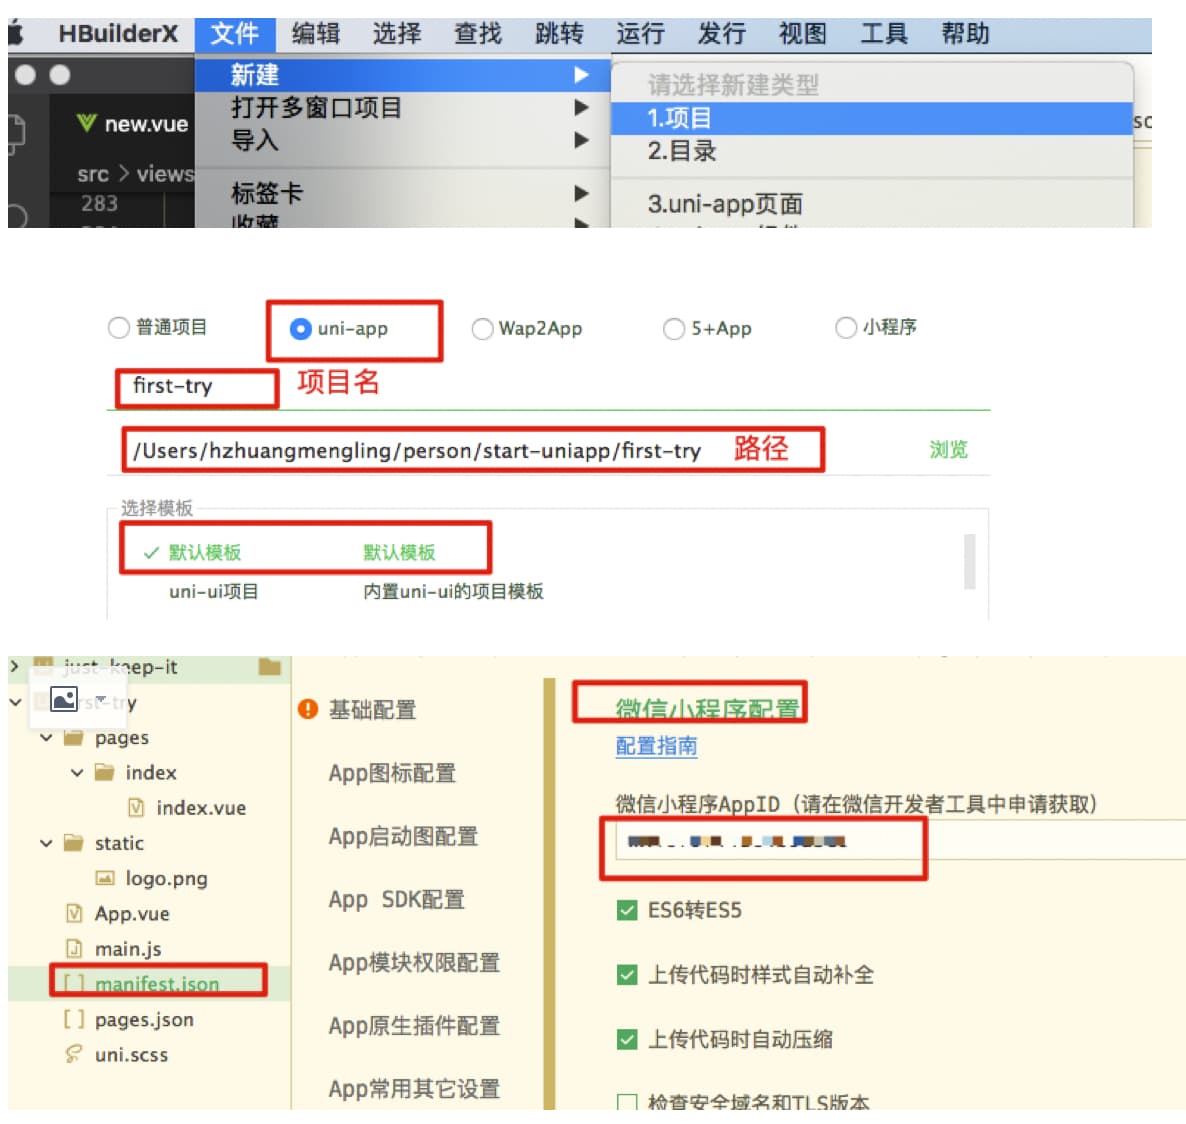 HBuilderX 文件 编辑 选择 查找 跳转 运行 发行 视图 工具 帮助
新建
请选择新建类型
new.vue
打开多窗口项目
1.项目
导入
2.目录
src > views
标签卡
283
3.uni-app页面
收藏
普通项目 uni-app Wap2App 5+App 小程序
first-try 项目名
/Users/hzhuangmengling/person/start-uniapp/first-try 路径 浏览
选择模板
默认模板 默认模板
uni-ui项目 内置uni-ui的项目模板
just-keep-it
pages
index
index.vue
static
logo.png
App.vue
main.js
[ ] manifest.json
[ ] pages.json
uni.scss
基础配置
App图标配置
App启动图配置
App SDK配置
App模块权限配置
App原生插件配置
App常用其它设置
微信小程序配置
配置指南
微信小程序AppID（请在微信开发者工具中申请获取）
ES6转ES5
上传代码时样式自动补全
上传代码时自动压缩
检查安全域名和TLS版本